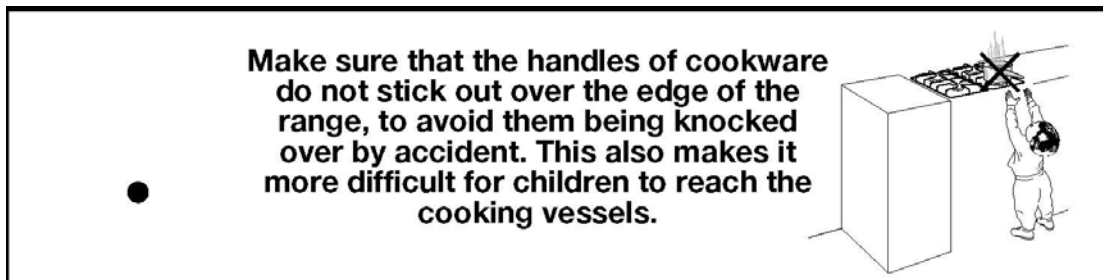 Make sure that the handles of cookware
do not stick out over the edge of the
range, to avoid them being knocked
over by accident. This also makes it
more difficult for children to reach the
cooking vessels.